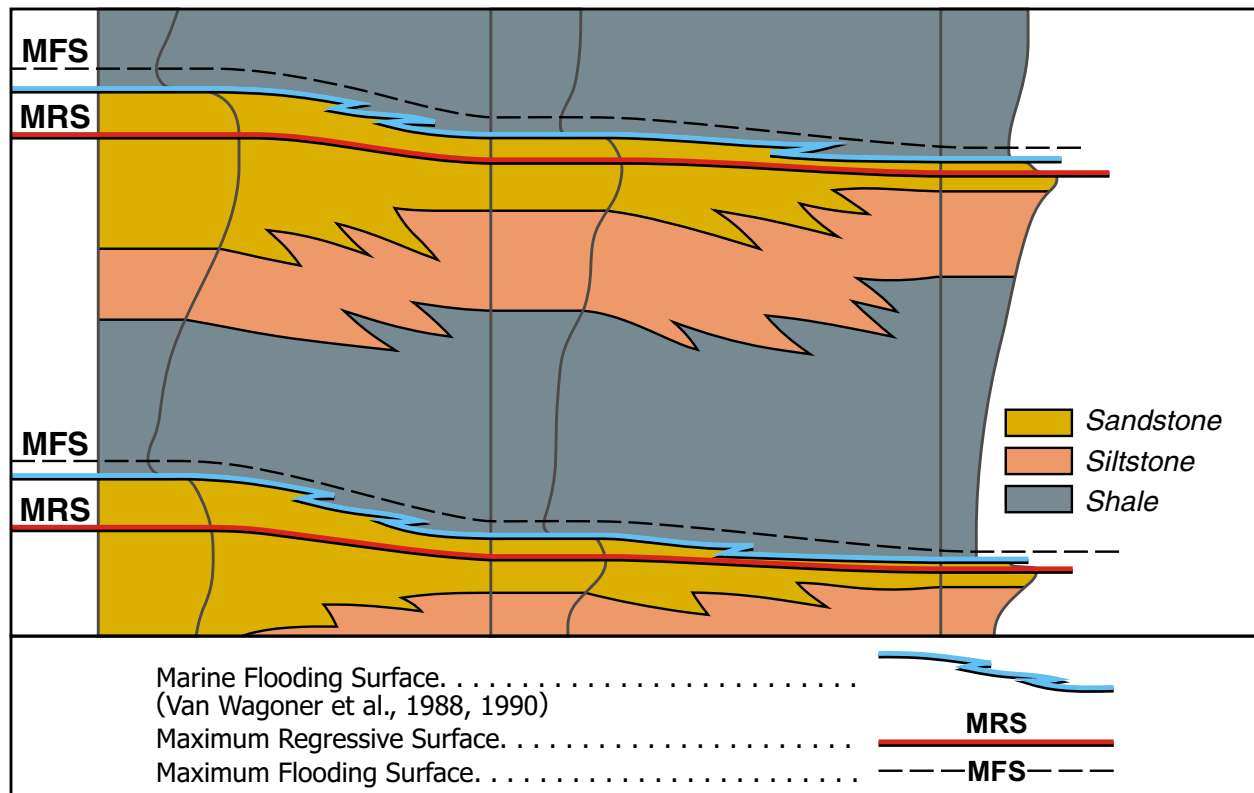 MFS
MRS
MFS
MRS
Sandstone
Siltstone
Shale
Marine Flooding Surface. . . . . . . . . . . . . . . . . . . . . . . . . . .
(Van Wagoner et al., 1988, 1990)
MRS
Maximum Regressive Surface. . . . . . . . . . . . . . . . . . . . . . .
Maximum Flooding Surface. . . . . . . . . . . . . . . . . . . . . . . . . MFS